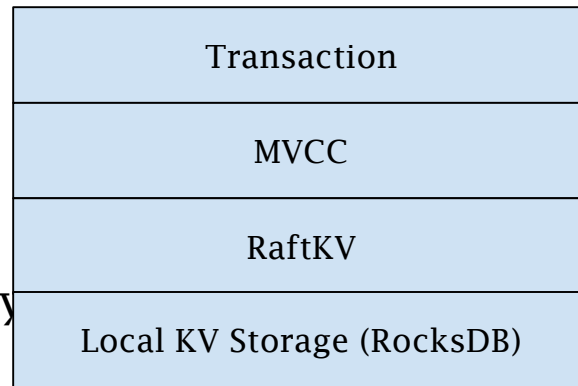 Transaction
MVCC
RaftKV
y
Local KV Storage (RocksDB)